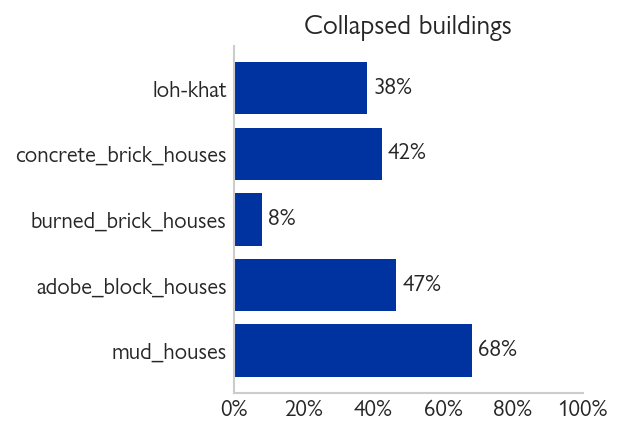 Collapsed buildings
loh-khat 38%
concrete_brick_houses 42%
burned_brick_houses 8%
adobe_block_houses 47%
mud_houses 68%
0% 20% 40% 60% 80% 100%